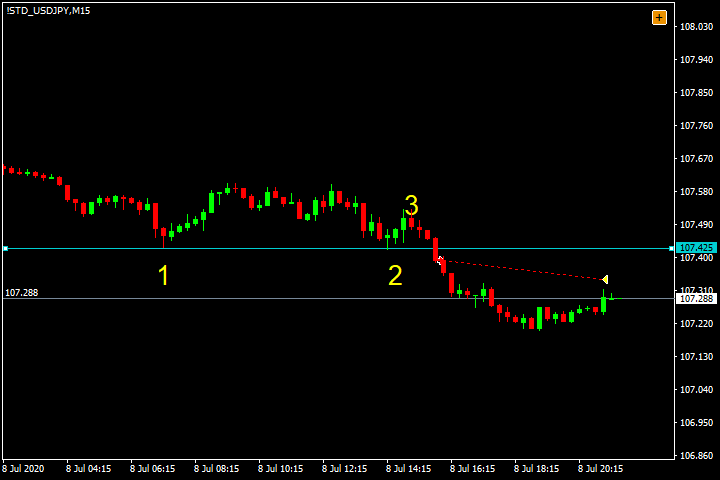 !STD_USDJPY,M15
108.030
107.940
107.850
107.760
107.670
107.580
3
107.490
107.425
107.400
1
2
107.310
107.288
107.288
107.220
107.130
107.040
106.950
106.860
8 Jul 2020
8 Jul 04:15
8 Jul 06:15
8 Jul 08:15
8 Jul 10:15
8 Jul 12:15
8 Jul 14:15
8 Jul 16:15
8 Jul 18:15
8 Jul 20:15